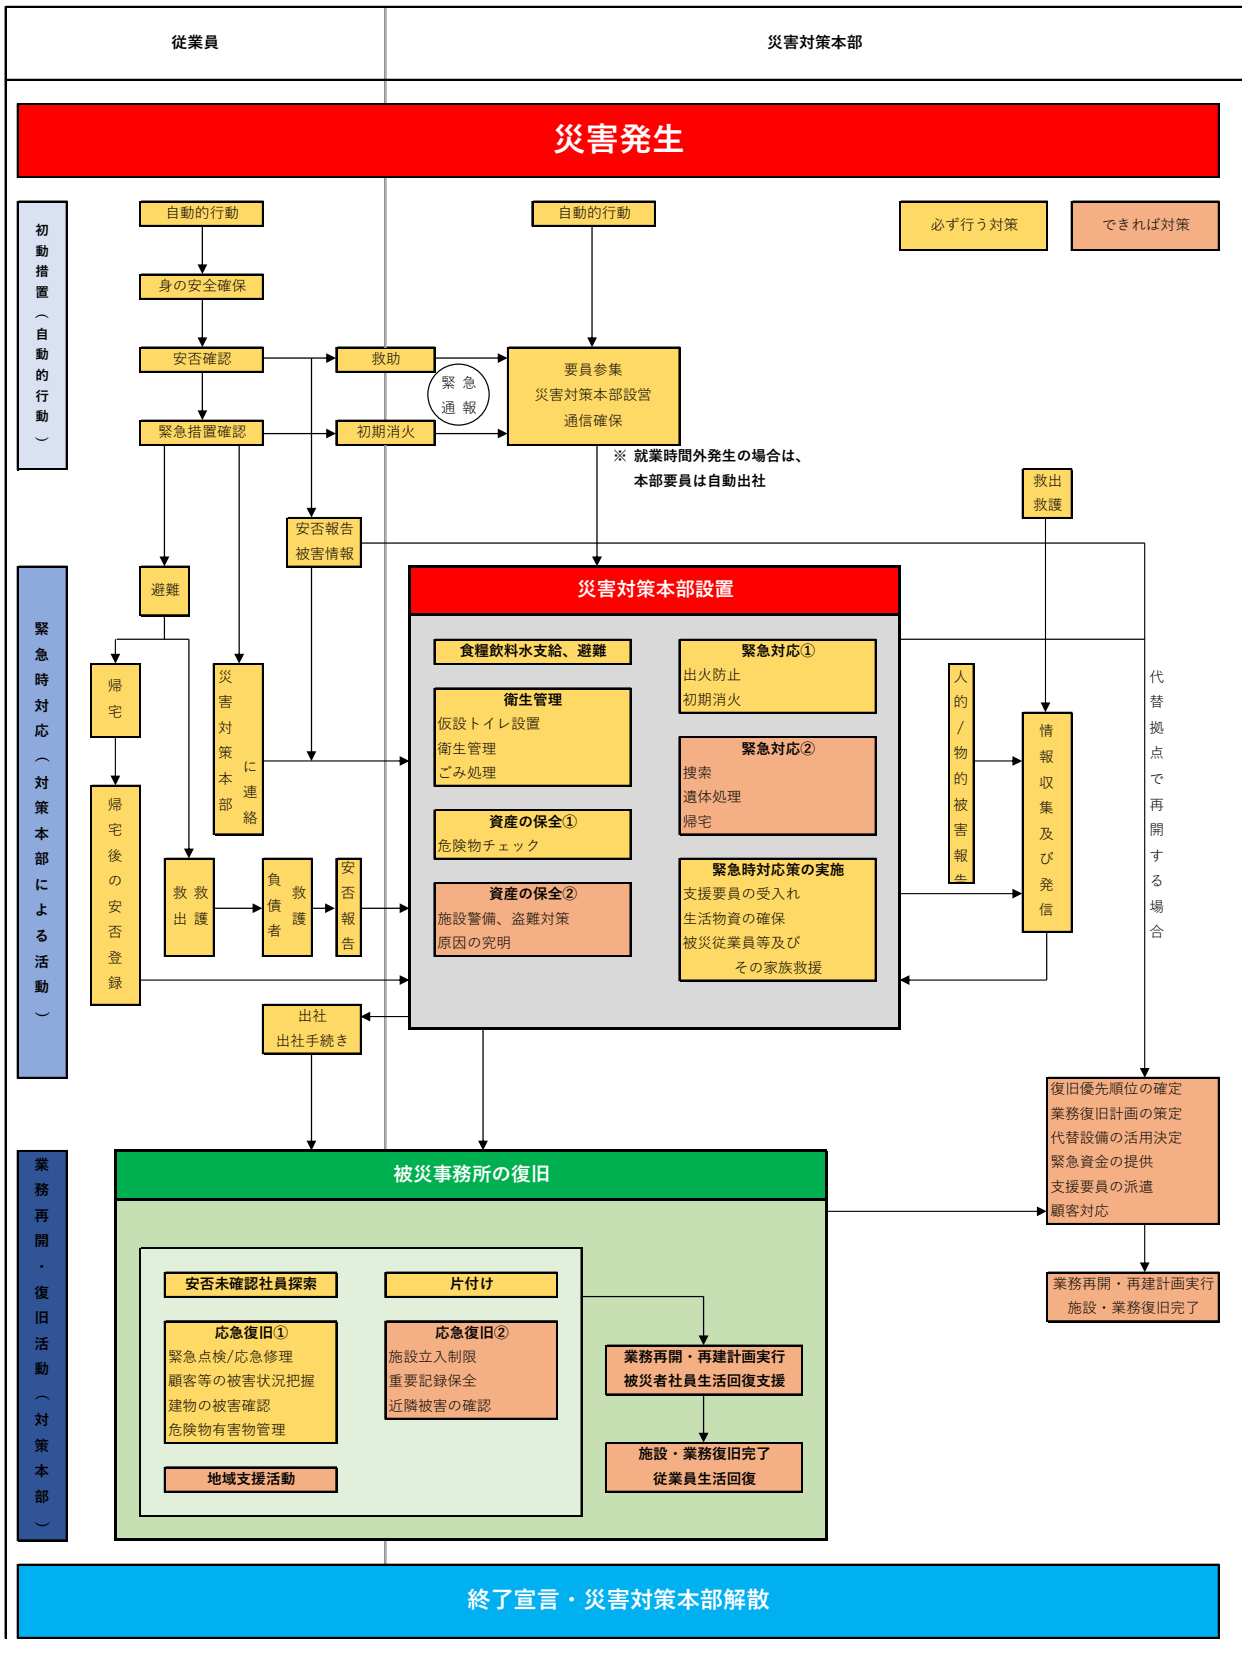 従業員
災害対策本部
災害発生
初動措置（自動的行動）
自動的行動
自動的行動
必ず行う対策
できれば対策
身の安全確保
安否確認
救助
緊急
通報
要員参集
災害対策本部設営
通信確保
緊急措置確認
初期消火
※ 就業時間外発生の場合は、
本部要員は自動出社
救出
救護
安否報告
被害情報
緊急時対応（対策本部による活動）
避難
帰宅
災害対策本部
に連絡
帰宅後の安否登録
救出
救護
負債者
救護
安否報告
災害対策本部設置
食糧飲料水支給、避難
衛生管理
仮設トイレ設置
衛生管理
ごみ処理
資産の保全①
危険物チェック
資産の保全②
施設警備、盗難対策
原因の究明
緊急対応①
出火防止
初期消火
緊急対応②
捜索
遺体処理
帰宅
緊急時対応策の実施
支援要員の受入れ
生活物資の確保
被災従業員等及び
その家族救援
人的/物的被害報告
情報収集及び発信
代替拠点で再開する場合
出社
出社手続き
復旧優先順位の確定
業務復旧計画の策定
代替設備の活用決定
緊急資金の提供
支援要員の派遣
顧客対応
業務再開・再建計画実行
施設・業務復旧完了
業務再開・復旧活動（対策本部）
被災事務所の復旧
安否未確認社員探索
片付け
応急復旧①
緊急点検/応急修理
顧客等の被害状況把握
建物の被害確認
危険物有害物管理
応急復旧②
施設立入制限
重要記録保全
近隣被害の確認
地域支援活動
業務再開・再建計画実行
被災者社員生活回復支援
施設・業務復旧完了
従業員生活回復
終了宣言・災害対策本部解散